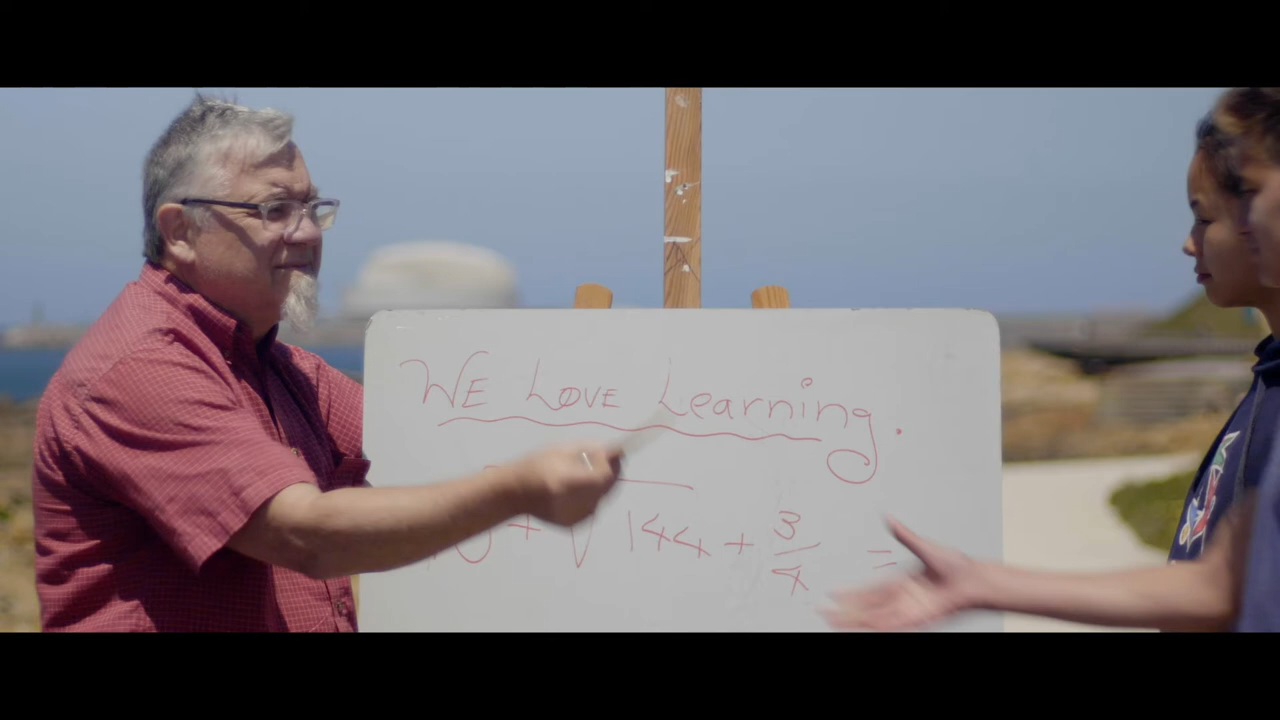 WE LOVE Learning.
+ √144 + 3/4 =